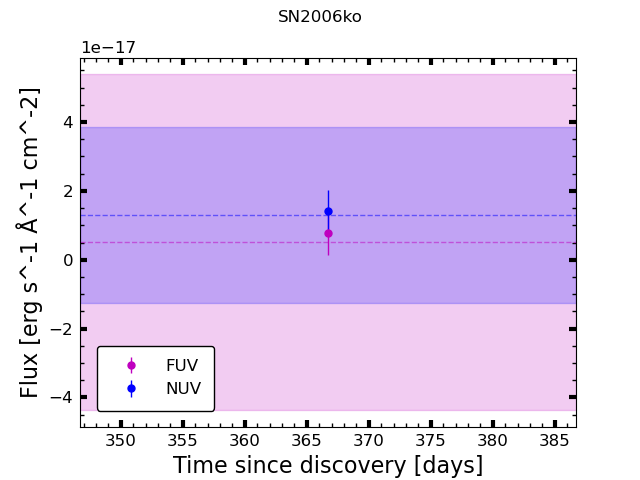 SN2006ko
1e−17
4
2
0
−2
−4
Flux [erg s^-1 Å^-1 cm^-2]
FUV
NUV
350 355 360 365 370 375 380 385
Time since discovery [days]